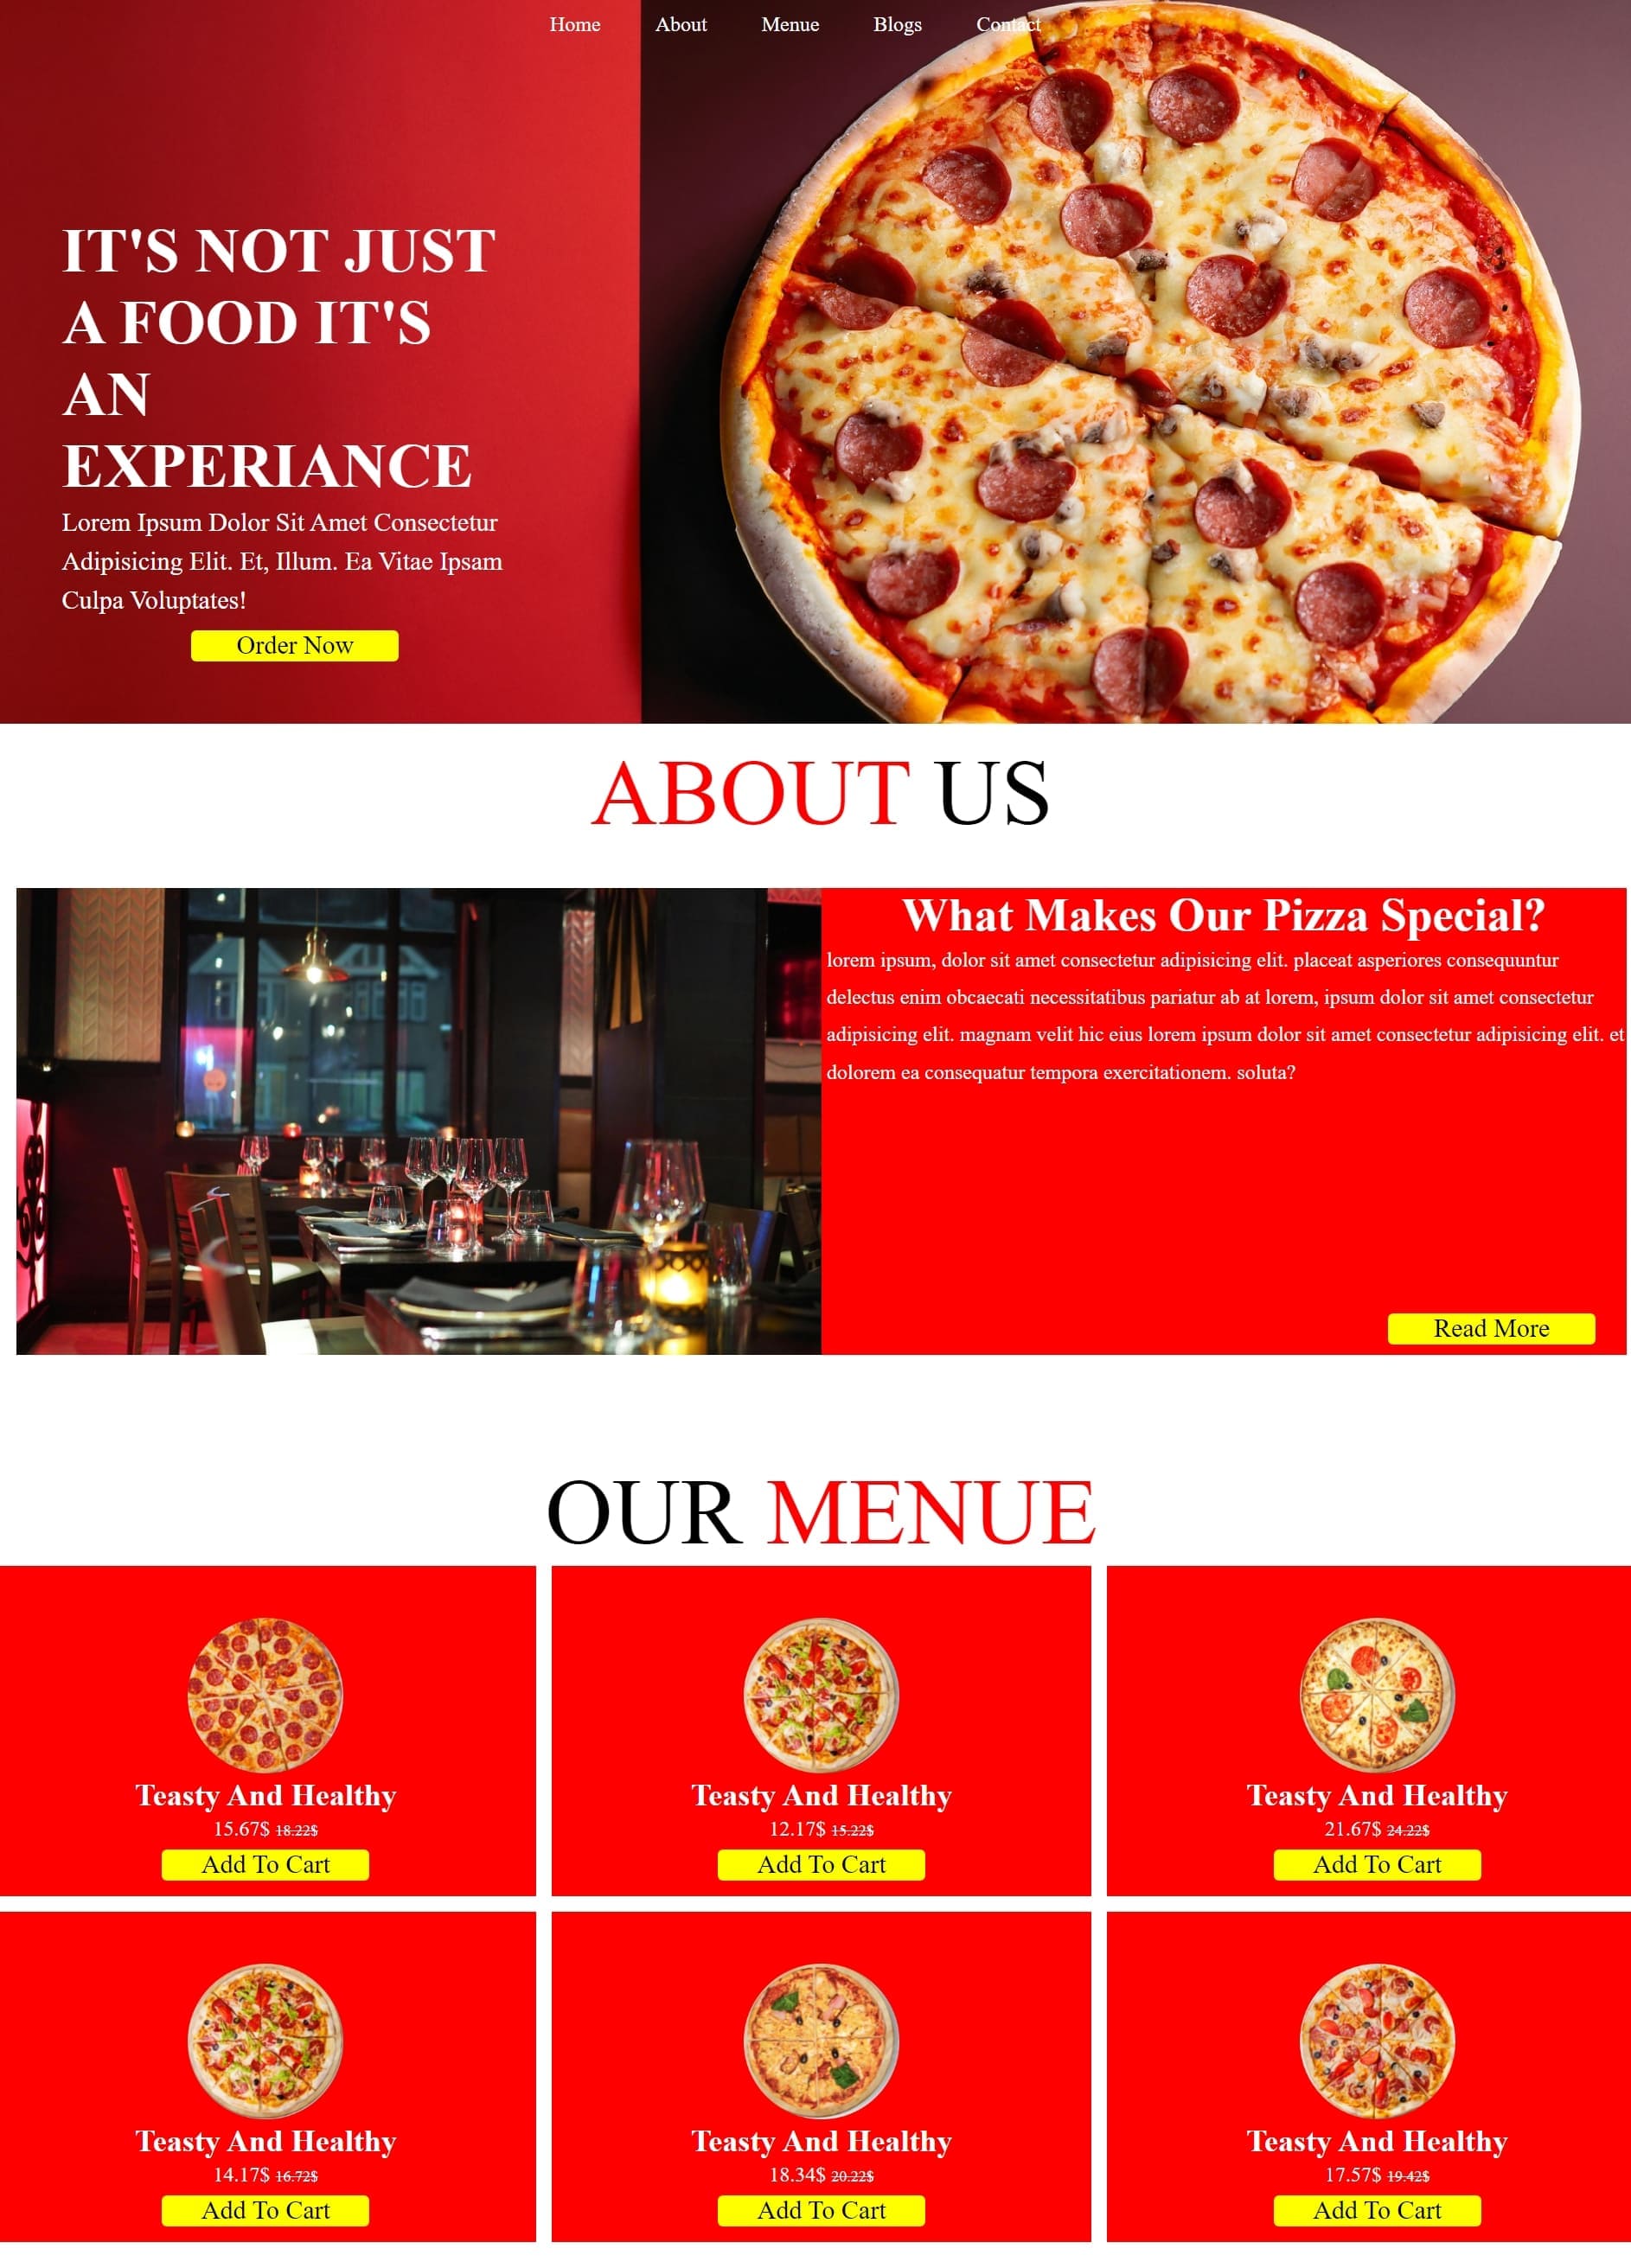 Home About Menue Blogs Contact
IT'S NOT JUST
A FOOD IT'S
AN
EXPERIANCE
Lorem Ipsum Dolor Sit Amet Consectetur
Adipisicing Elit. Et, Illum. Ea Vitae Ipsam
Culpa Voluptates!
Order Now
ABOUT US
What Makes Our Pizza Special?
lorem ipsum, dolor sit amet consectetur adipisicing elit. placeat asperiores consequuntur
delectus enim obcaecati necessitatibus pariatur ab at lorem, ipsum dolor sit amet consectetur
adipisicing elit. magnam velit hic eius lorem ipsum dolor sit amet consectetur adipisicing elit. et
dolorem ea consequatur tempora exercitationem. soluta?
Read More
OUR MENUE
Teasty And Healthy
15.67$ 18.22$
Add To Cart
Teasty And Healthy
12.17$ 15.22$
Add To Cart
Teasty And Healthy
21.67$ 24.22$
Add To Cart
Teasty And Healthy
14.17$ 16.72$
Add To Cart
Teasty And Healthy
18.34$ 20.22$
Add To Cart
Teasty And Healthy
17.57$ 19.42$
Add To Cart